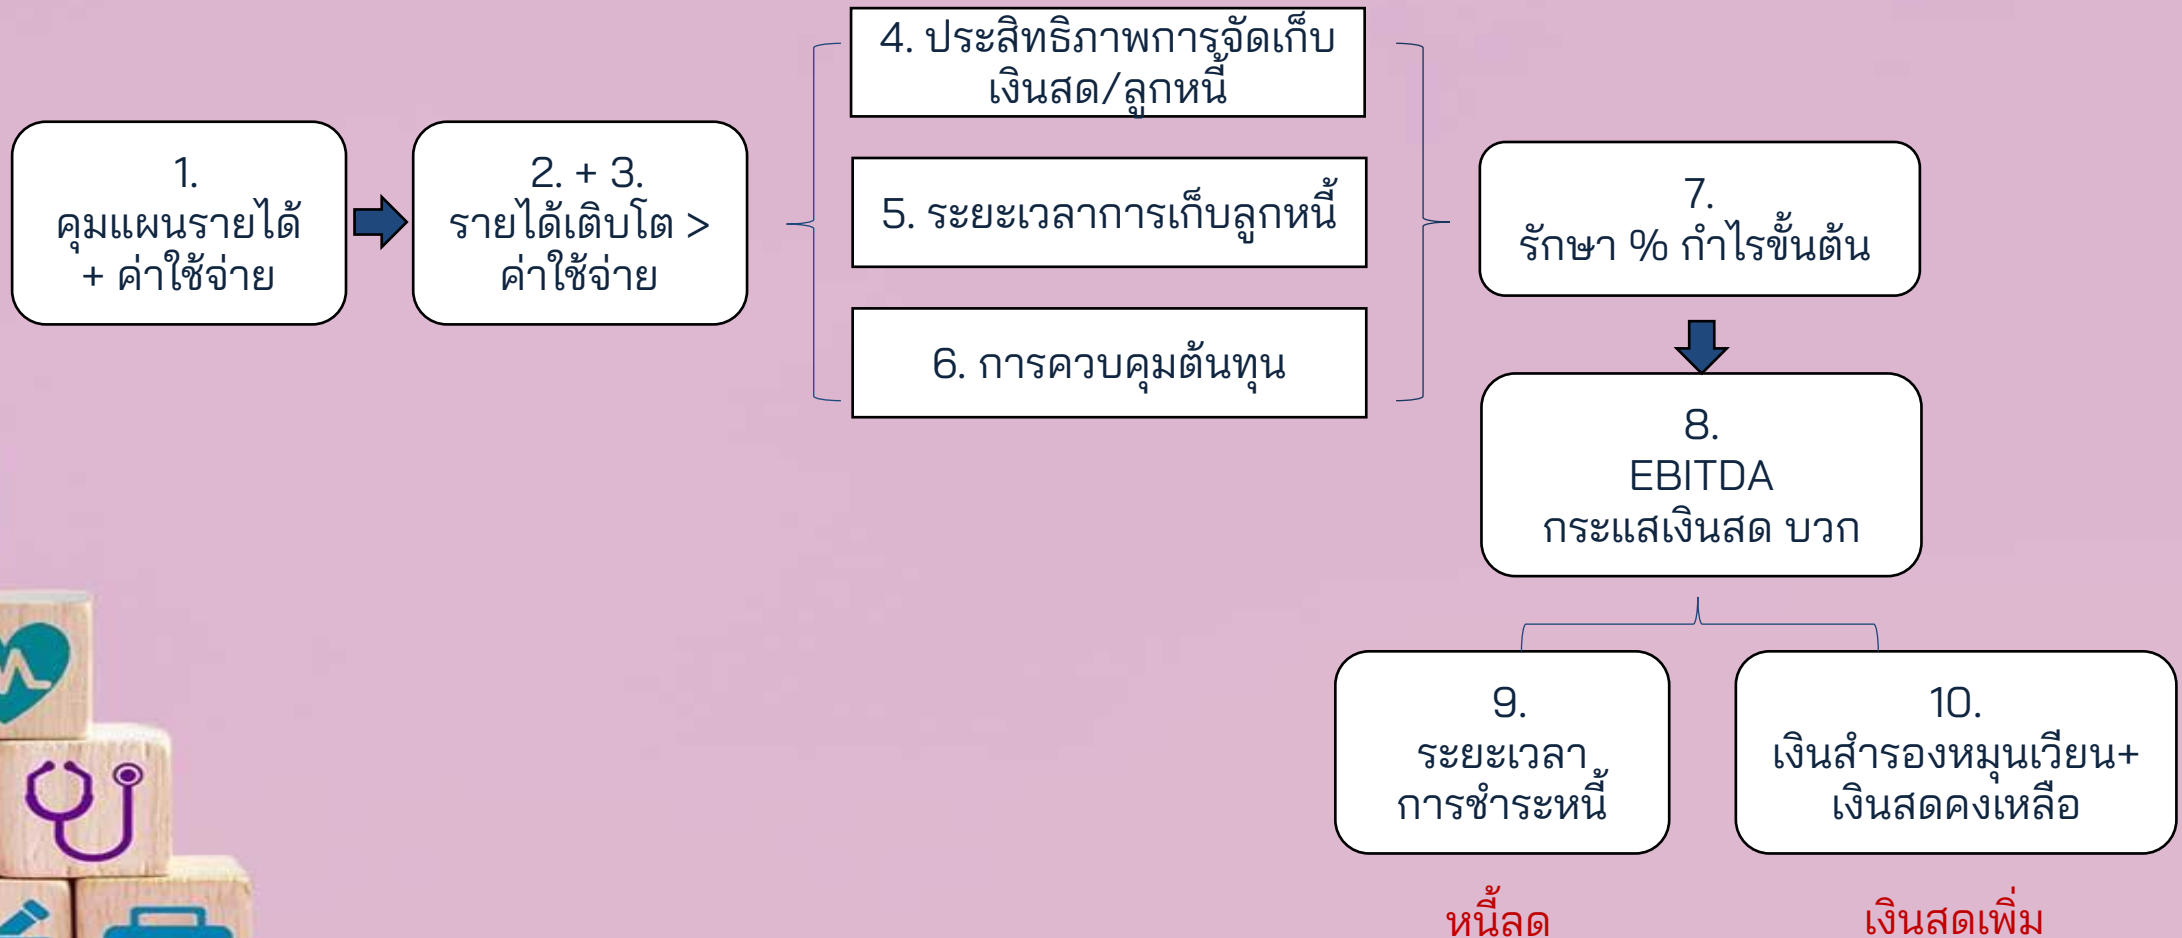 1.
คุมแผนรายได้
+ ค่าใช้จ่าย
2. + 3.
รายได้เติบโต >
ค่าใช้จ่าย
4. ประสิทธิภาพการจัดเก็บ
เงินสด/ลูกหนี้
5. ระยะเวลาการเก็บลูกหนี้
6. การควบคุมต้นทุน
7.
รักษา % กำไรขั้นต้น
8.
EBITDA
กระแสเงินสด บวก
9.
ระยะเวลา
การชำระหนี้
10.
เงินสำรองหมุนเวียน+
เงินสดคงเหลือ
หนี้ลด
เงินสดเพิ่ม